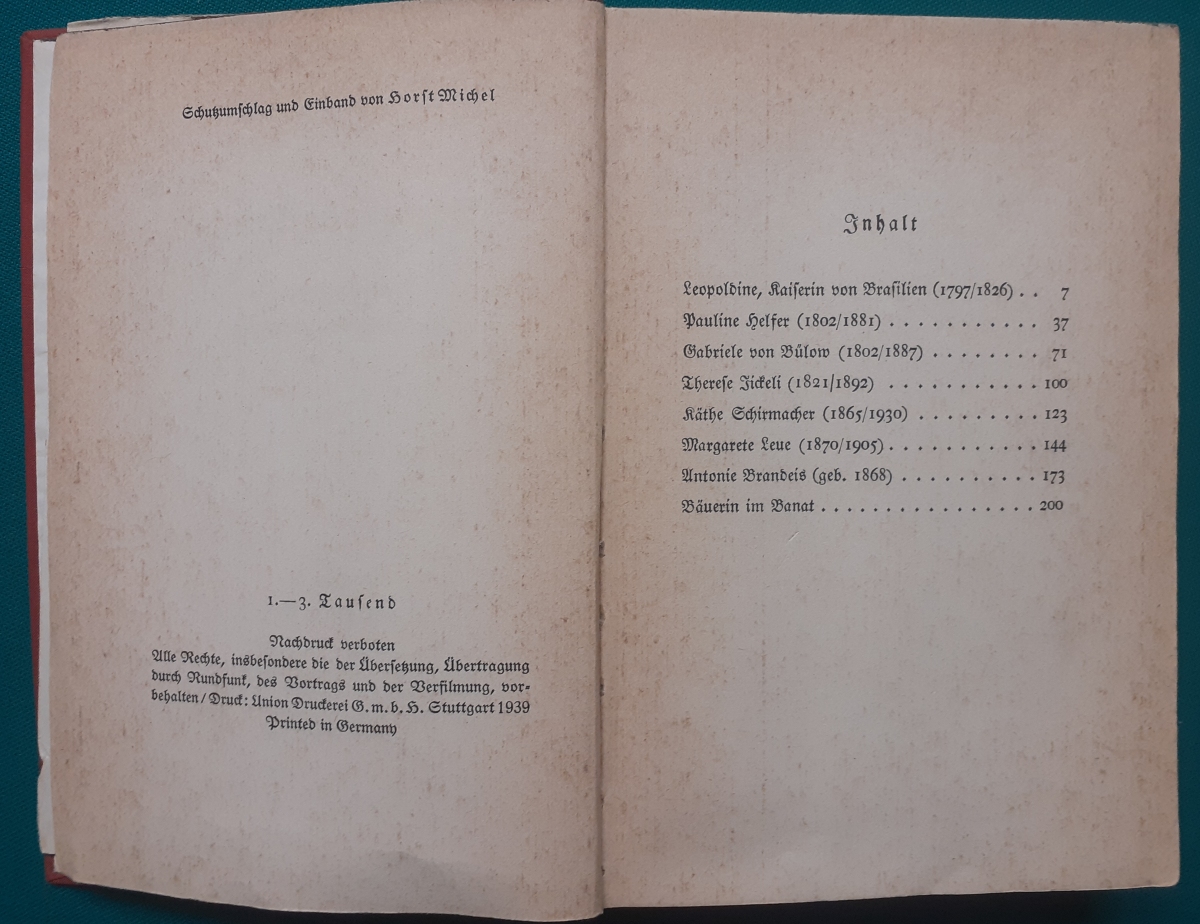 Schutzumschlag und Einband von Horst Michel
1.—3. Tausend
Nachdruck verboten
Alle Rechte, insbesondere die der Übersetzung, Übertragung
durch Rundfunk, des Vortrags und der Verfilmung, vor-
behalten / Druck: Union Druckerei G. m. b. H. Stuttgart 1939
Printed in Germany
Inhalt
Leopoldine, Kaiserin von Brasilien (1797/1826) . . 7
Pauline Helfer (1802/1881) . . . . . . . . . . . 37
Gabriele von Bülow (1802/1887) . . . . . . . . 71
Therese Jickeli (1821/1892) . . . . . . . . . . . 100
Käthe Schirmacher (1865/1930) . . . . . . . . . 123
Margarete Leue (1870/1905) . . . . . . . . . . . 144
Antonie Brandeis (geb. 1868) . . . . . . . . . . 173
Bäuerin im Banat . . . . . . . . . . . . . . . . 200